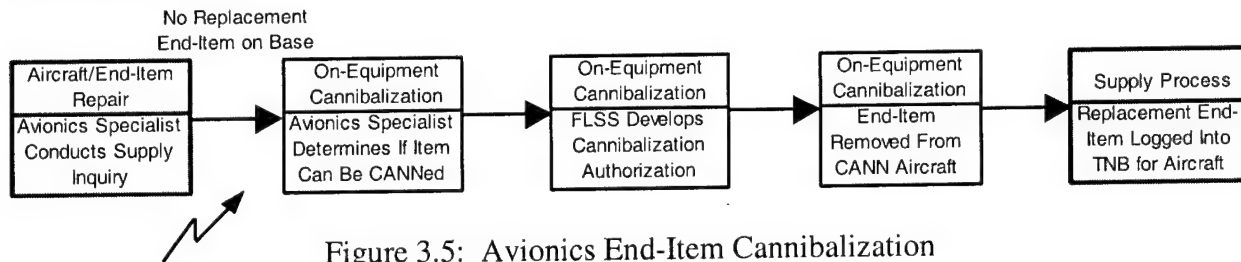 No Replacement
End-Item on Base
Aircraft/End-Item
Repair
Avionics Specialist
Conducts Supply
Inquiry
On-Equipment
Cannibalization
Avionics Specialist
Determines If Item
Can Be CANNed
On-Equipment
Cannibalization
FLSS Develops
Cannibalization
Authorization
On-Equipment
Cannibalization
End-Item
Removed From
CANN Aircraft
Supply Process
Replacement End-
Item Logged Into
TNB for Aircraft
Figure 3.5: Avionics End-Item Cannibalization